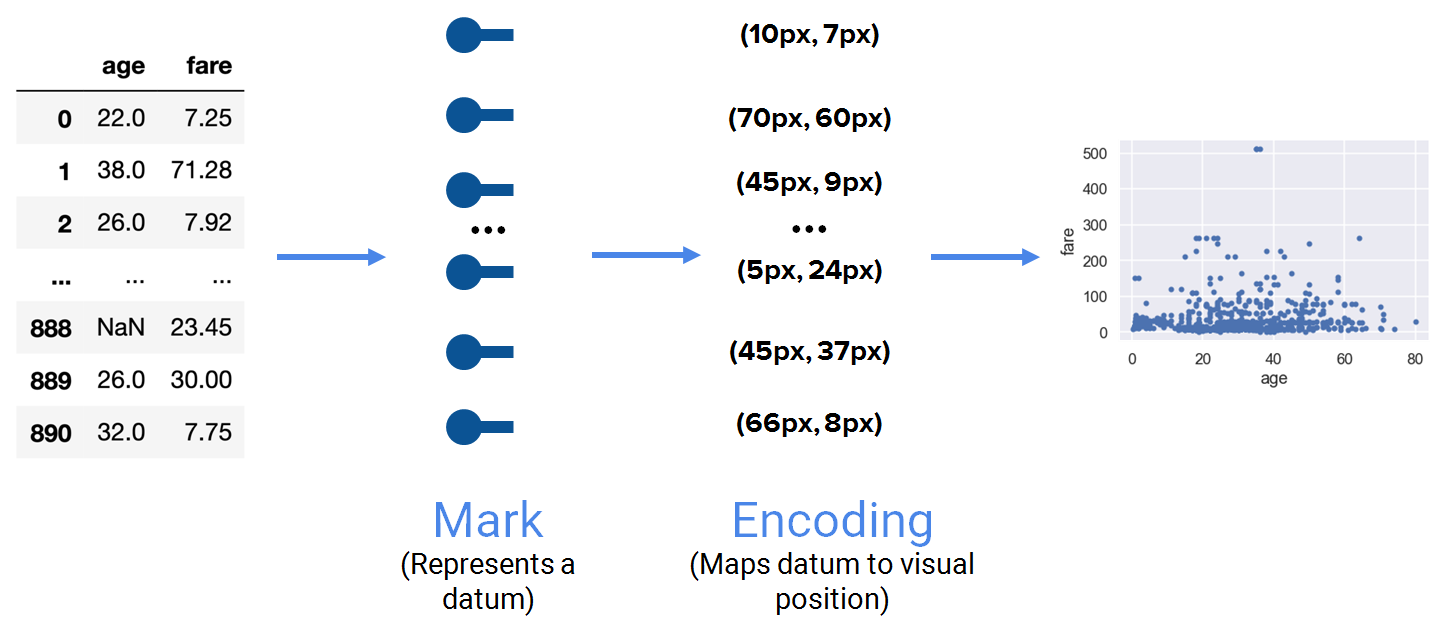 age fare
0 22.0 7.25
1 38.0 71.28
2 26.0 7.92
... ... ...
888 NaN 23.45
889 26.0 30.00
890 32.0 7.75
(10px, 7px)
(70px, 60px)
(45px, 9px)
...
...
(5px, 24px)
(45px, 37px)
(66px, 8px)
Mark
(Represents a
datum)
Encoding
(Maps datum to visual
position)
fare
500
400
300
200
100
0
0 20 40 60 80
age